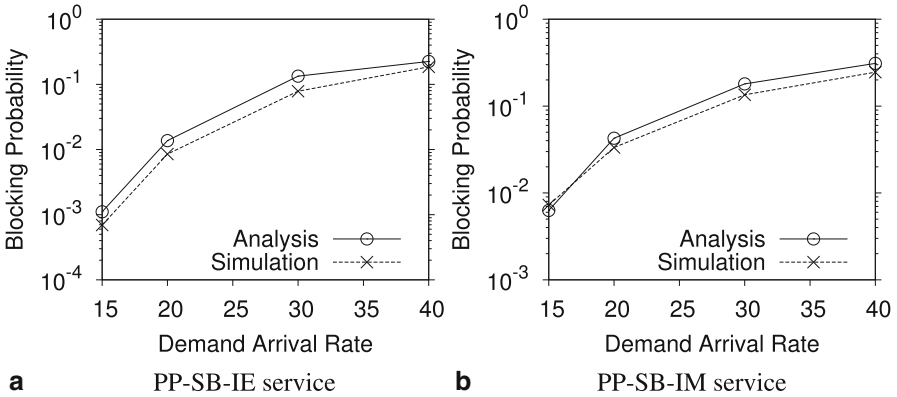 Blocking Probability
10^0
10^-1
10^-2
10^-3
10^-4
Analysis
Simulation
15 20 25 30 35 40
Demand Arrival Rate
a PP-SB-IE service
Blocking Probability
10^0
10^-1
10^-2
10^-3
Analysis
Simulation
15 20 25 30 35 40
Demand Arrival Rate
b PP-SB-IM service